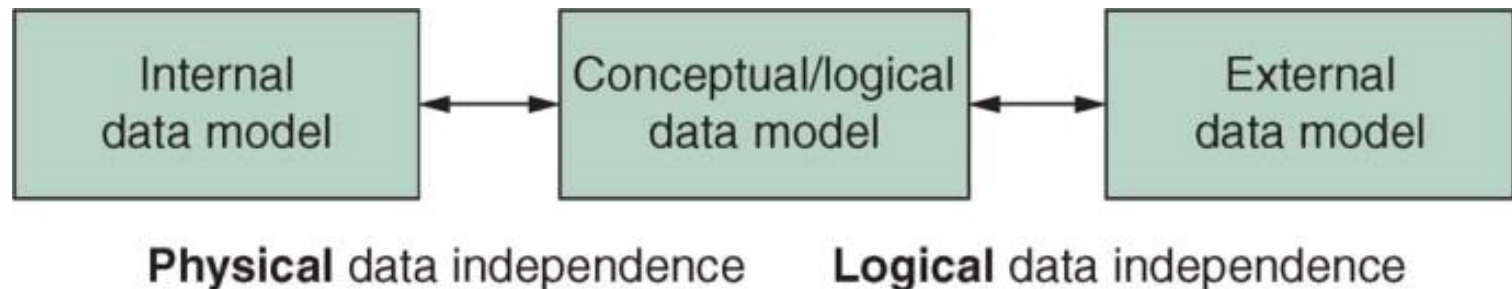 Internal
data model
Conceptual/logical
data model
External
data model
Physical data independence
Logical data independence